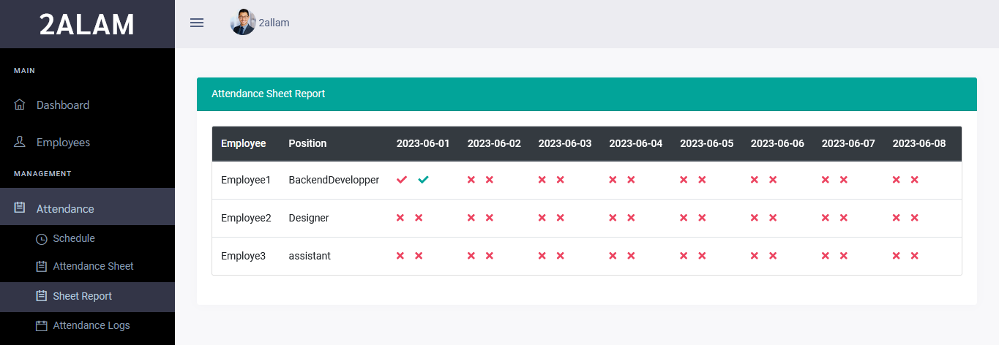 2ALAM
2allam
MAIN
Dashboard
Employees
MANAGEMENT
Attendance
Schedule
Attendance Sheet
Sheet Report
Attendance Logs
Attendance Sheet Report
Employee Position 2023-06-01 2023-06-02 2023-06-03 2023-06-04 2023-06-05 2023-06-06 2023-06-07 2023-06-08
Employee1 BackendDevelopper
Employee2 Designer
Employe3 assistant